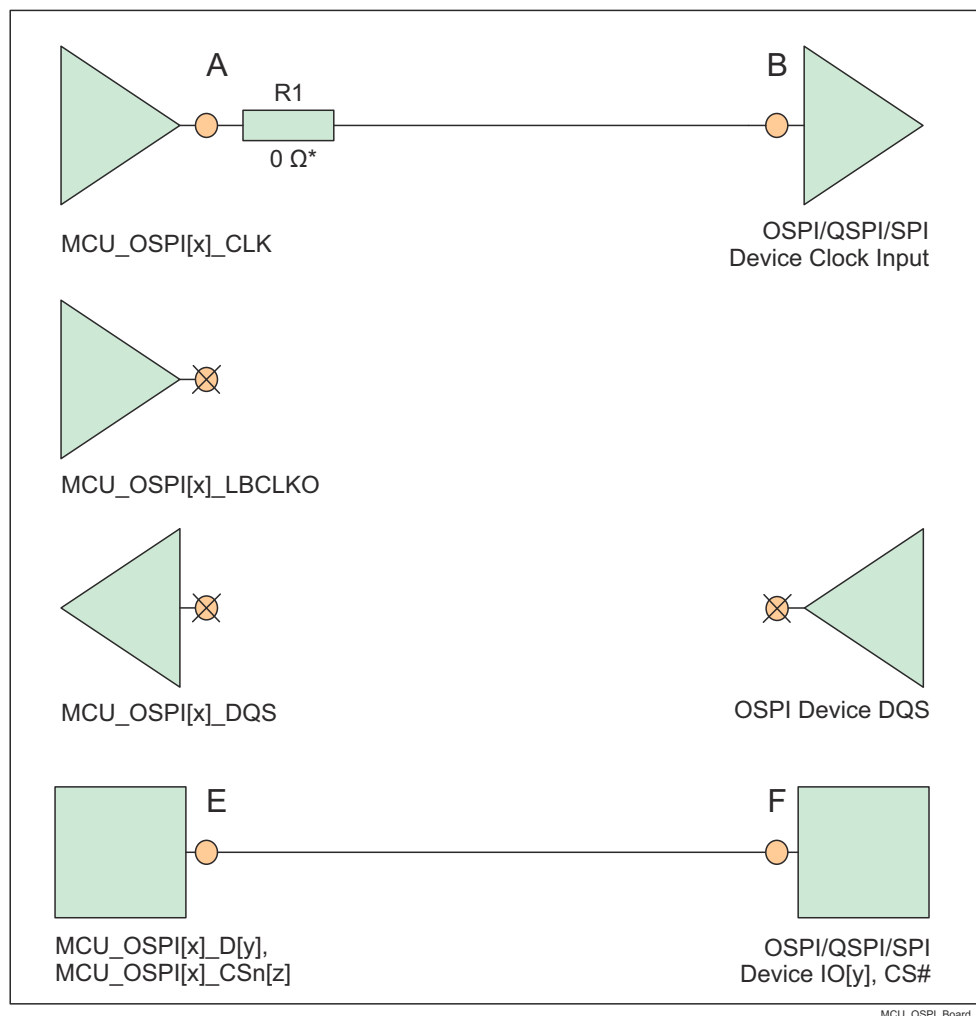 A
B
R1
0 Ω*
MCU_OSPI[x]_CLK
OSPI/QSPI/SPI
Device Clock Input
MCU_OSPI[x]_LBCLKO
MCU_OSPI[x]_DQS
OSPI Device DQS
E
F
MCU_OSPI[x]_D[y],
MCU_OSPI[x]_CSn[z]
OSPI/QSPI/SPI
Device IO[y], CS#
MCU_OSPI_Board